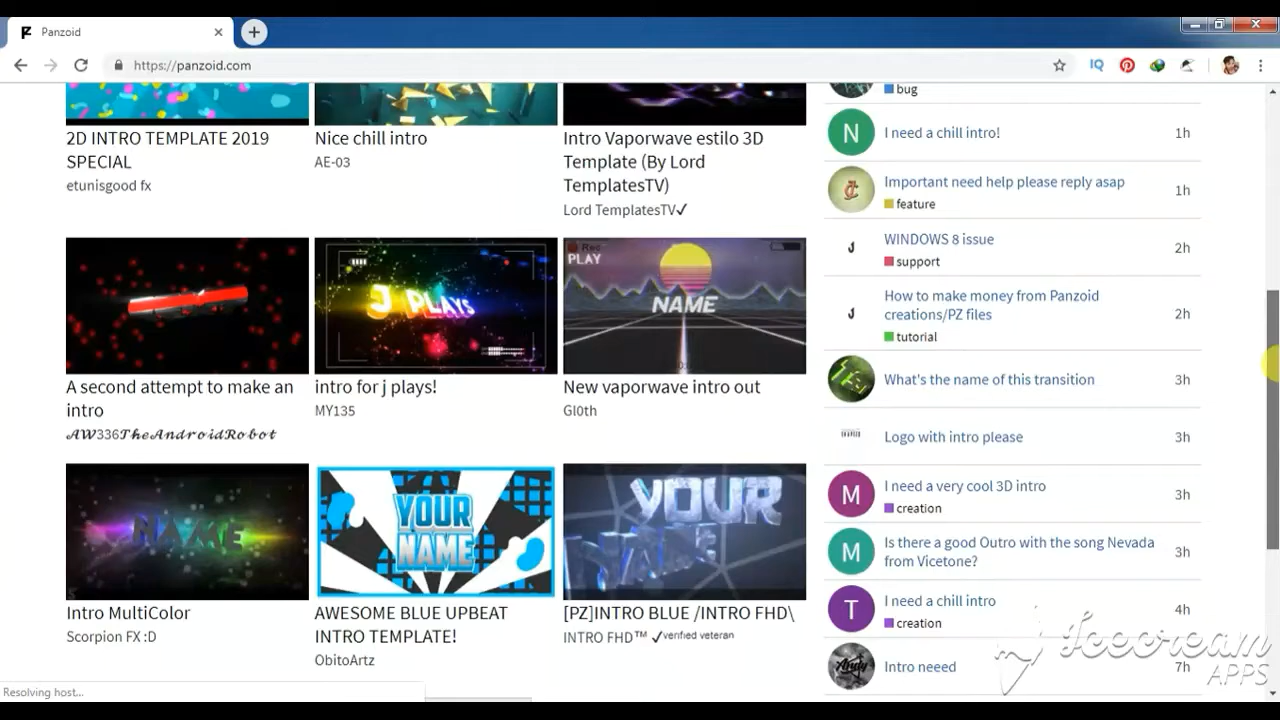 Panzoid
https://panzoid.com
IQ
2D INTRO TEMPLATE 2019
SPECIAL
etunisgood fx
Nice chill intro
AE-03
Intro Vaporwave estilo 3D
Template (By Lord
TemplatesTV)
Lord TemplatesTV✓
Rec
PLAY
NAME
J PLAYS
A second attempt to make an
intro
𝓐𝓦336𝓣𝓱𝓮𝓐𝓷𝓭𝓻𝓸𝓲𝓭𝓡𝓸𝓫𝓸𝓽
intro for j plays!
MY135
New vaporwave intro out
Gl0th
NAME
YOUR
NAME
YOUR
NAME
Intro MultiColor
Scorpion FX :D
AWESOME BLUE UPBEAT
INTRO TEMPLATE!
ObitoArtz
[PZ]INTRO BLUE /INTRO FHD\
INTRO FHD™ ✓verified veteran
bug
N
I need a chill intro!
1h
Important need help please reply asap
1h
feature
J
WINDOWS 8 issue
2h
support
J
How to make money from Panzoid
creations/PZ files
2h
tutorial
What's the name of this transition
3h
Logo with intro please
3h
M
I need a very cool 3D intro
3h
creation
M
Is there a good Outro with the song Nevada
from Vicetone?
3h
T
I need a chill intro
4h
creation
Andy
Intro neeed
7h
Icecream
APPS
Resolving host...